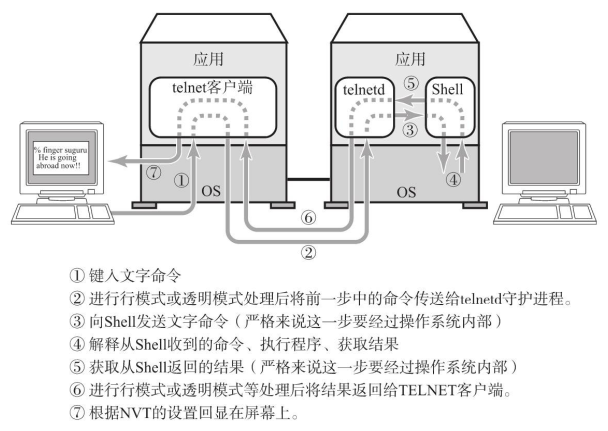 应用
应用
telnet客户端
telnetd
Shell
⑤
③
④
% finger suguru
He is going
abroad now!!
⑦
①
OS
OS
⑥
②
① 键入文字命令
② 进行行模式或透明模式处理后将前一步中的命令传送给telnetd守护进程。
③ 向Shell发送文字命令（严格来说这一步要经过操作系统内部）
④ 解释从Shell收到的命令、执行程序、获取结果
⑤ 获取从Shell返回的结果（严格来说这一步要经过操作系统内部）
⑥ 进行行模式或透明模式等处理后将结果返回给TELNET客户端。
⑦ 根据NVT的设置回显在屏幕上。